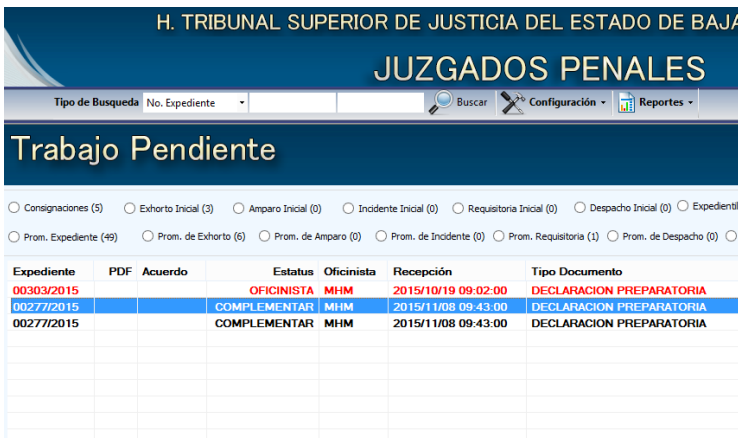 H. TRIBUNAL SUPERIOR DE JUSTICIA DEL ESTADO DE BAJA
JUZGADOS PENALES
Tipo de Busqueda No. Expediente Buscar Configuración Reportes
Trabajo Pendiente
Consignaciones (5) Exhorto Inicial (3) Amparo Inicial (0) Incidente Inicial (0) Requisitoria Inicial (0) Despacho Inicial (0) Expedientil
Prom. Expediente (49) Prom. de Exhorto (6) Prom. de Amparo (0) Prom. de Incidente (0) Prom. Requisitoria (1) Prom. de Despacho (0)
Expediente PDF Acuerdo Estatus Oficinista Recepción Tipo Documento
00303/2015 OFICINISTA MHM 2015/10/19 09:02:00 DECLARACION PREPARATORIA
00277/2015 COMPLEMENTAR MHM 2015/11/08 09:43:00 DECLARACION PREPARATORIA
00277/2015 COMPLEMENTAR MHM 2015/11/08 09:43:00 DECLARACION PREPARATORIA